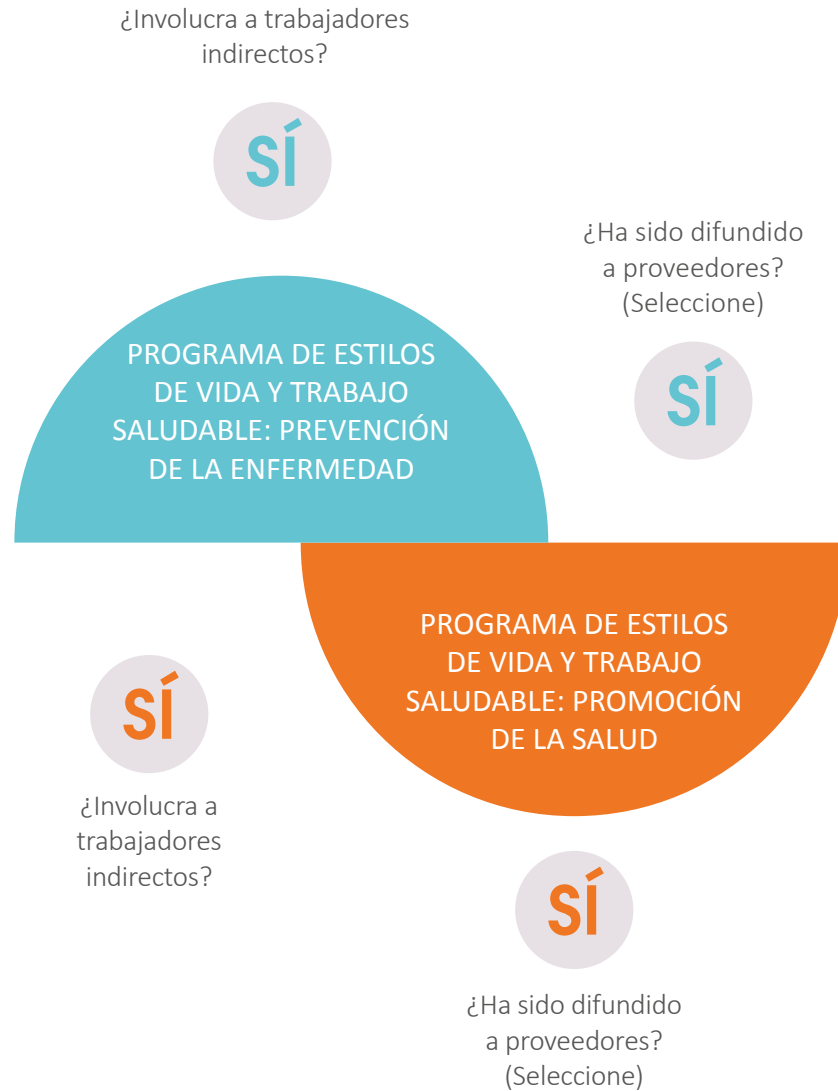 ¿Involucra a trabajadores
indirectos?
SÍ
¿Ha sido difundido
a proveedores?
(Seleccione)
SÍ
PROGRAMA DE ESTILOS
DE VIDA Y TRABAJO
SALUDABLE: PREVENCIÓN
DE LA ENFERMEDAD
PROGRAMA DE ESTILOS
DE VIDA Y TRABAJO
SALUDABLE: PROMOCIÓN
DE LA SALUD
SÍ
¿Involucra a
trabajadores
indirectos?
SÍ
¿Ha sido difundido
a proveedores?
(Seleccione)